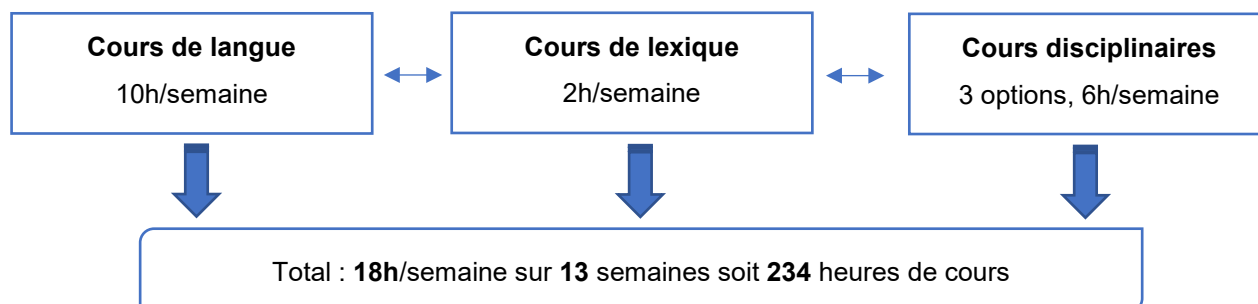 Cours de langue
10h/semaine
Cours de lexique
2h/semaine
Cours disciplinaires
3 options, 6h/semaine
Total : 18h/semaine sur 13 semaines soit 234 heures de cours